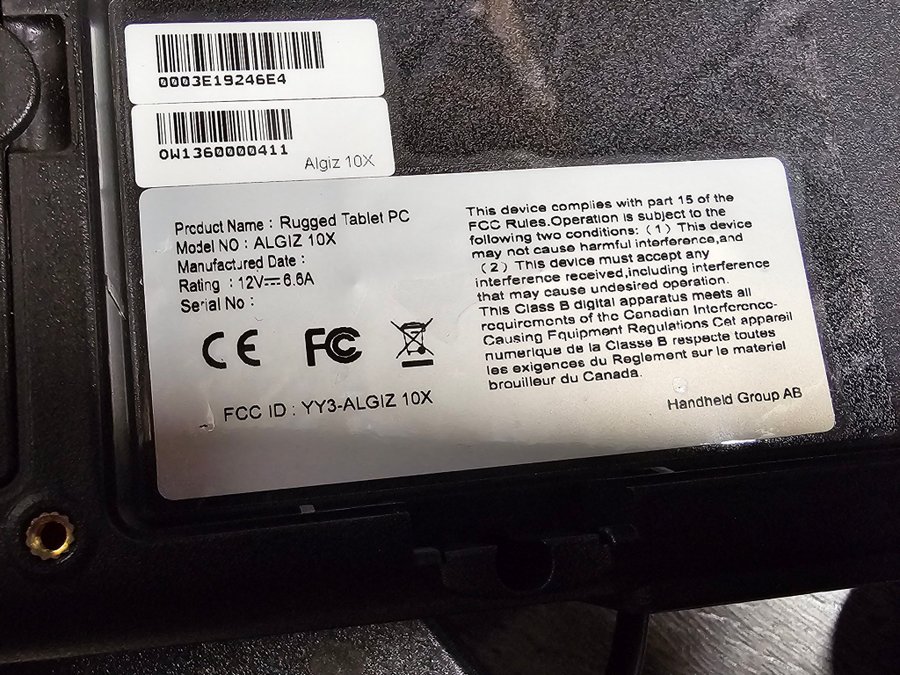 0003E19246E4
0W1360000411
Algiz 10X
Product Name : Rugged Tablet PC
Model NO : ALGIZ 10X
Manufactured Date :
Rating : 12V⎓6.6A
Serial No :
CE FC
FCC ID : YY3-ALGIZ 10X
This device complies with part 15 of the
FCC Rules.Operation is subject to the
following two conditions: (1) This device
may not cause harmful interference,and
(2) This device must accept any
interference received,including interference
that may cause undesired operation.
This Class B digital apparatus meets all
requirements of the Canadian Interference-
Causing Equipment Regulations Cet appareil
numerique de la Classe B respecte toutes
les exigences du Reglement sur le materiel
brouilleur du Canada.
Handheld Group AB